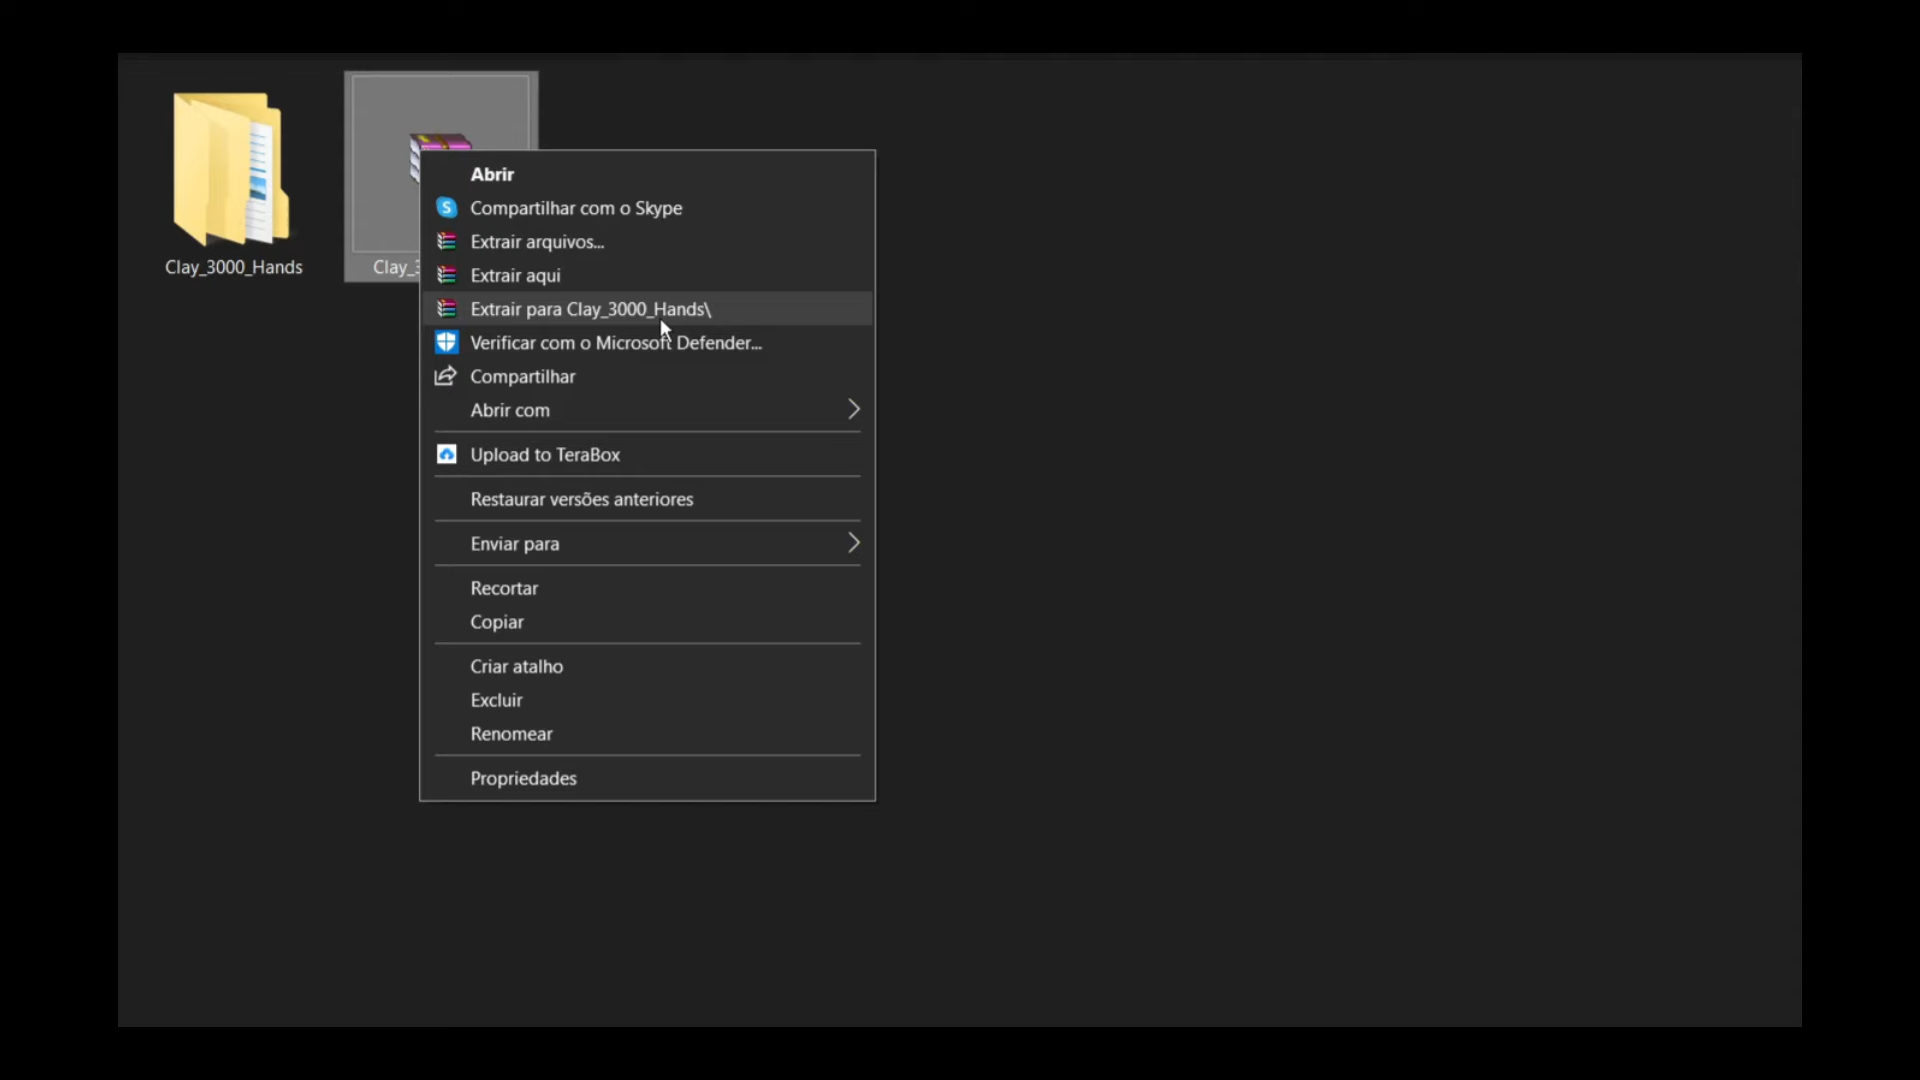 Clay_3000_Hands
Clay_3
Abrir
Compartilhar com o Skype
Extrair arquivos...
Extrair aqui
Extrair para Clay_3000_Hands\
Verificar com o Microsoft Defender...
Compartilhar
Abrir com
Upload to TeraBox
Restaurar versões anteriores
Enviar para
Recortar
Copiar
Criar atalho
Excluir
Renomear
Propriedades